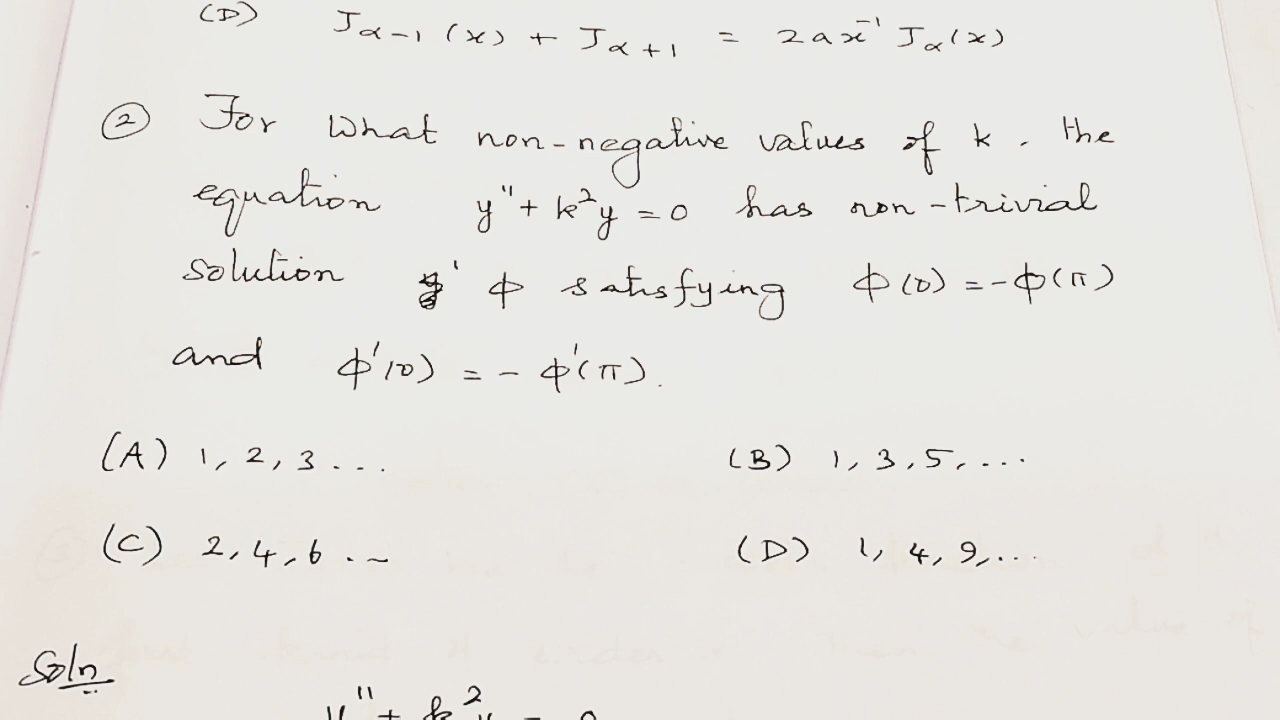 (D) Jα-1 (x) + Jα+1 = 2αx⁻¹ Jα(x)
② For What non-negative values of k, the
equation y" + k²y = 0 has non-trivial
solution ϕ satisfying ϕ(0) = -ϕ(π)
and ϕ'(0) = - ϕ'(π).
(A) 1, 2, 3 ... (B) 1, 3, 5, ...
(C) 2, 4, 6 ... (D) 1, 4, 9, ...
Soln
y" + k²y = 0